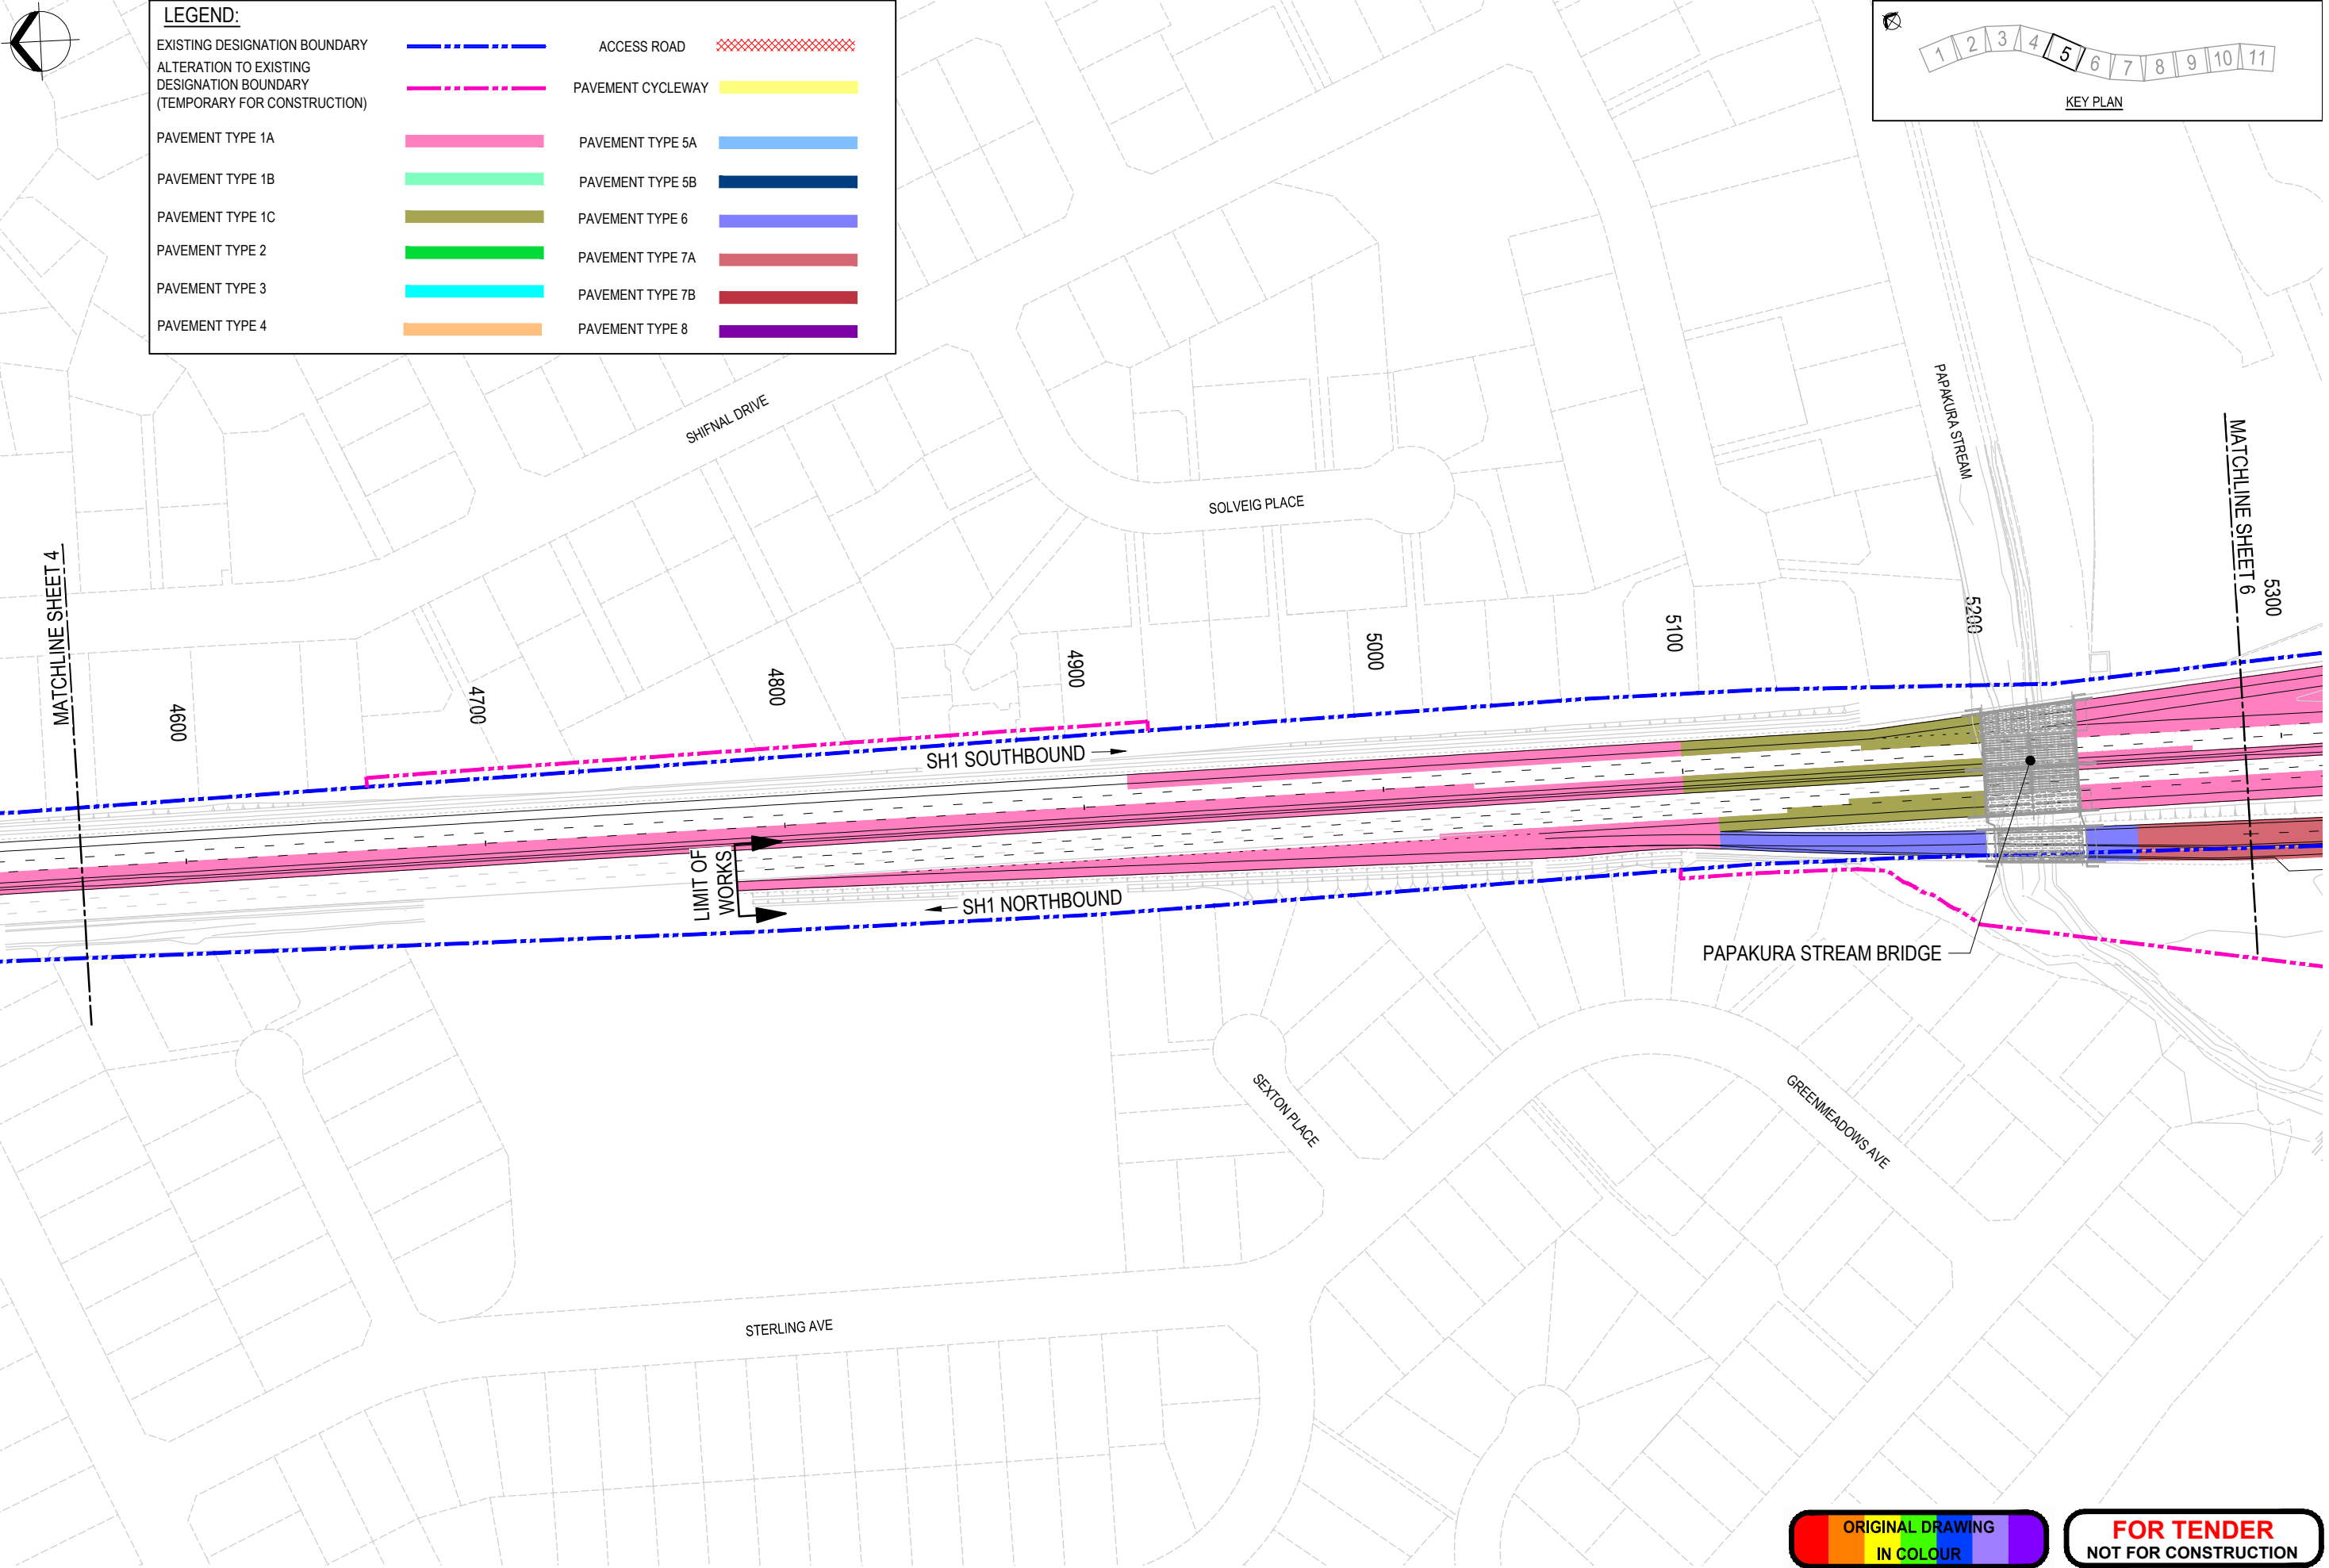 LEGEND:
EXISTING DESIGNATION BOUNDARY
ALTERATION TO EXISTING
DESIGNATION BOUNDARY
(TEMPORARY FOR CONSTRUCTION)
PAVEMENT TYPE 1A
PAVEMENT TYPE 1B
PAVEMENT TYPE 1C
PAVEMENT TYPE 2
PAVEMENT TYPE 3
PAVEMENT TYPE 4
ACCESS ROAD
PAVEMENT CYCLEWAY
PAVEMENT TYPE 5A
PAVEMENT TYPE 5B
PAVEMENT TYPE 6
PAVEMENT TYPE 7A
PAVEMENT TYPE 7B
PAVEMENT TYPE 8
1 2 3 4 5 6 7 8 9 10 11
KEY PLAN
SHIFNAL DRIVE
SOLVEIG PLACE
PAPAKURA STREAM
MATCHLINE SHEET 4
MATCHLINE SHEET 6
4600
4700
4800
4900
5000
5100
5200
5300
SH1 SOUTHBOUND
LIMIT OF
WORKS
SH1 NORTHBOUND
PAPAKURA STREAM BRIDGE
SEXTON PLACE
GREENMEADOWS AVE
STERLING AVE
ORIGINAL DRAWING
IN COLOUR
FOR TENDER
NOT FOR CONSTRUCTION